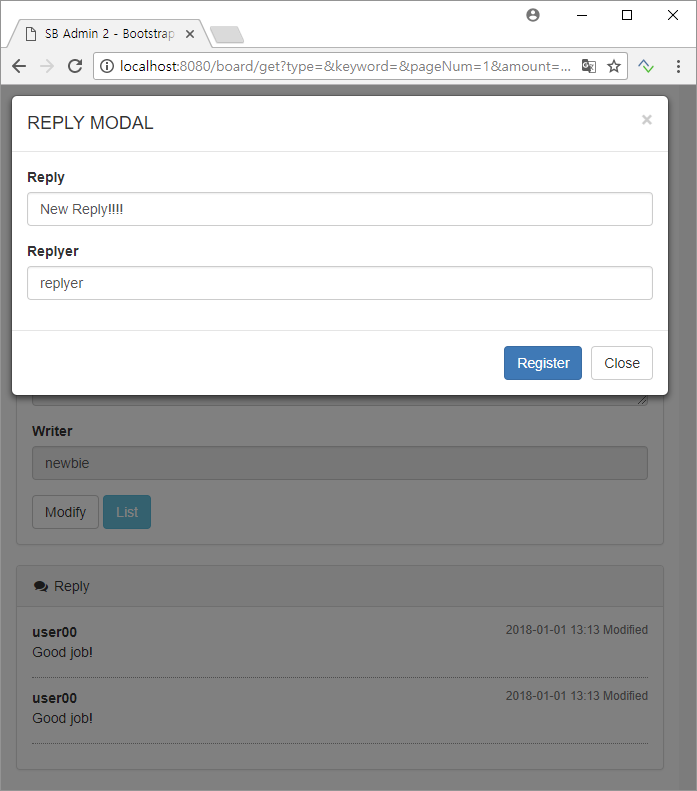 SB Admin 2 - Bootstrap
localhost:8080/board/get?type=&keyword=&pageNum=1&amount=...
REPLY MODAL
×
Reply
New Reply!!!!
Replyer
replyer
Register Close
Writer
newbie
Modify List
Reply
user00 2018-01-01 13:13 Modified
Good job!
user00 2018-01-01 13:13 Modified
Good job!